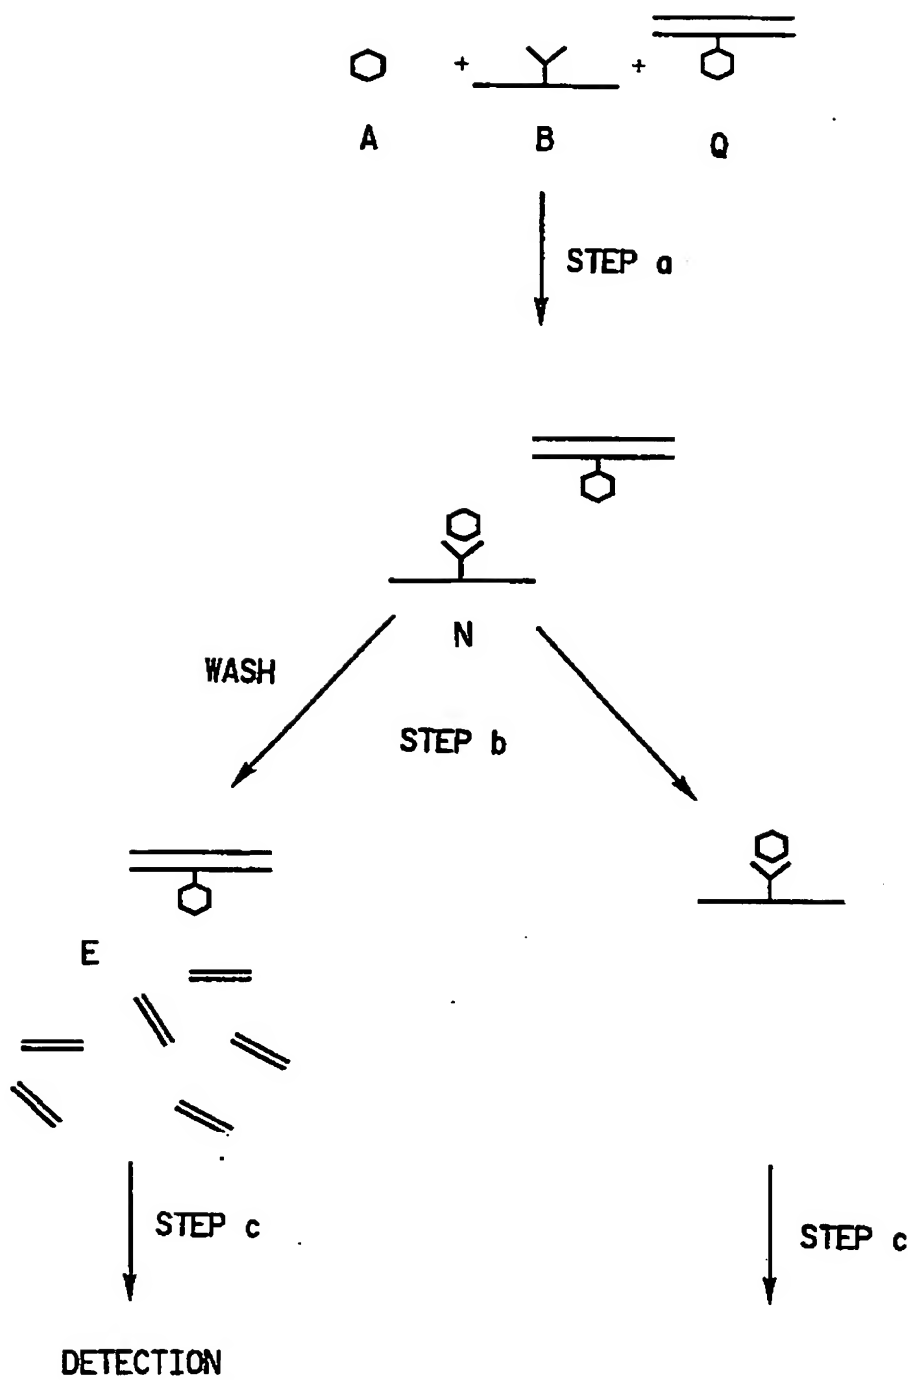 + +
A B Q
STEP a
N
WASH
STEP b
E
STEP c
STEP c
DETECTION